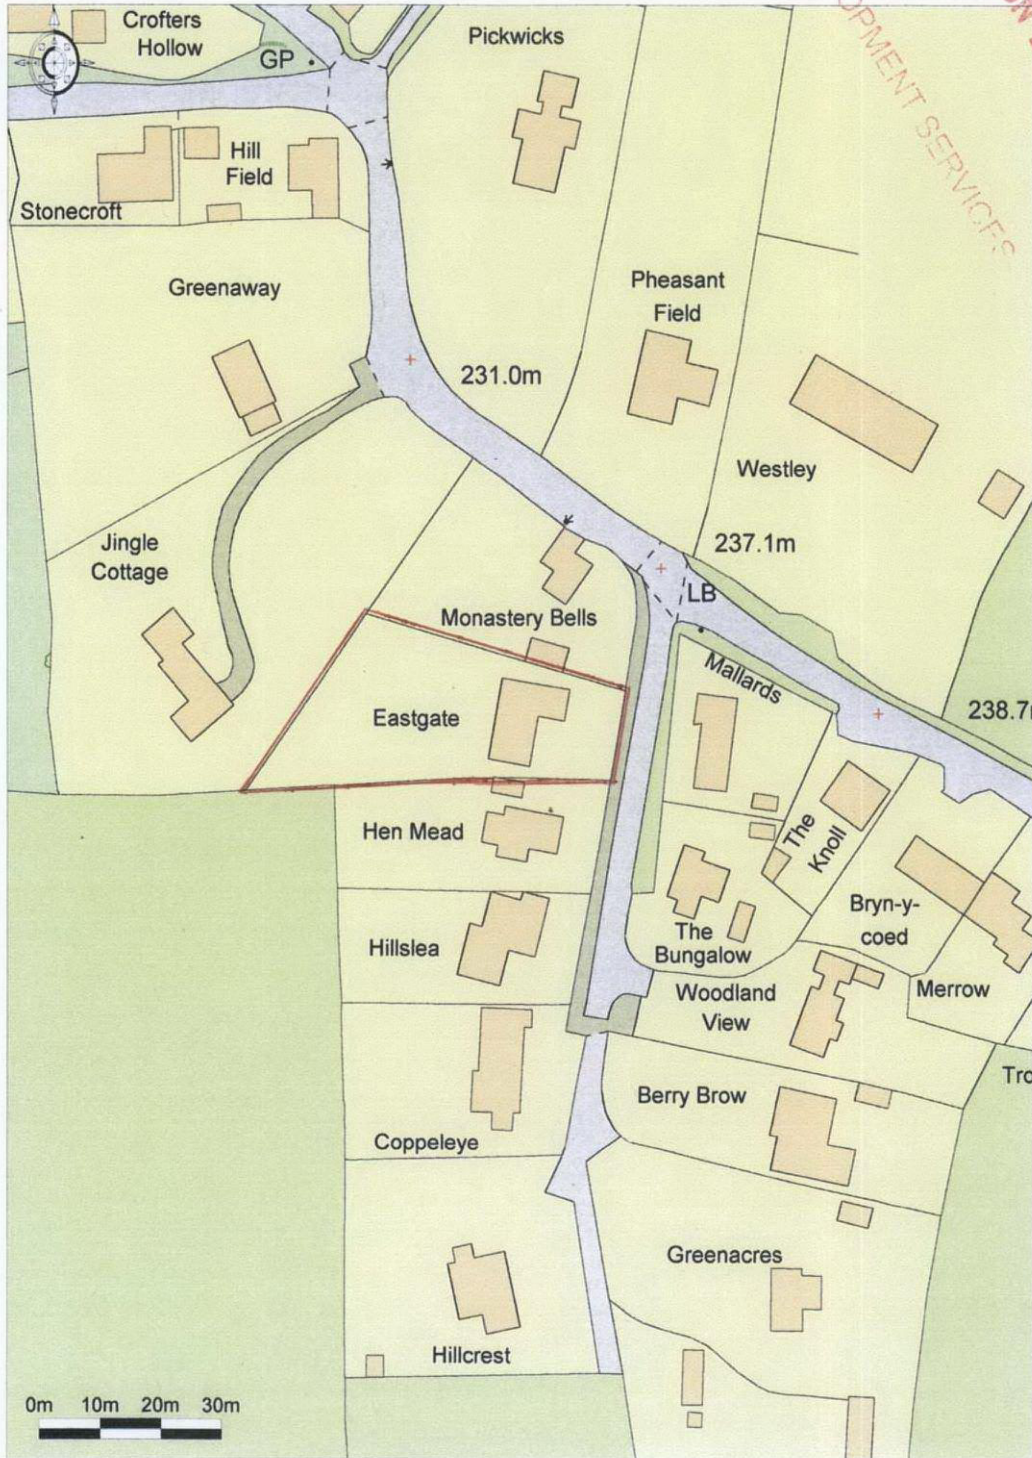 Crofters
Hollow
Pickwicks
GP
OPMENT SERVICES
Hill
Field
Stonecroft
Greenaway
Pheasant
Field
231.0m
Westley
Jingle
Cottage
237.1m
LB
Monastery Bells
Mallards
Eastgate
238.7
Hen Mead
The
Knoll
Bryn-y-
coed
Hillslea
The
Bungalow
Woodland
View
Merrow
Berry Brow
Coppeleye
Greenacres
Hillcrest
0m 10m 20m 30m